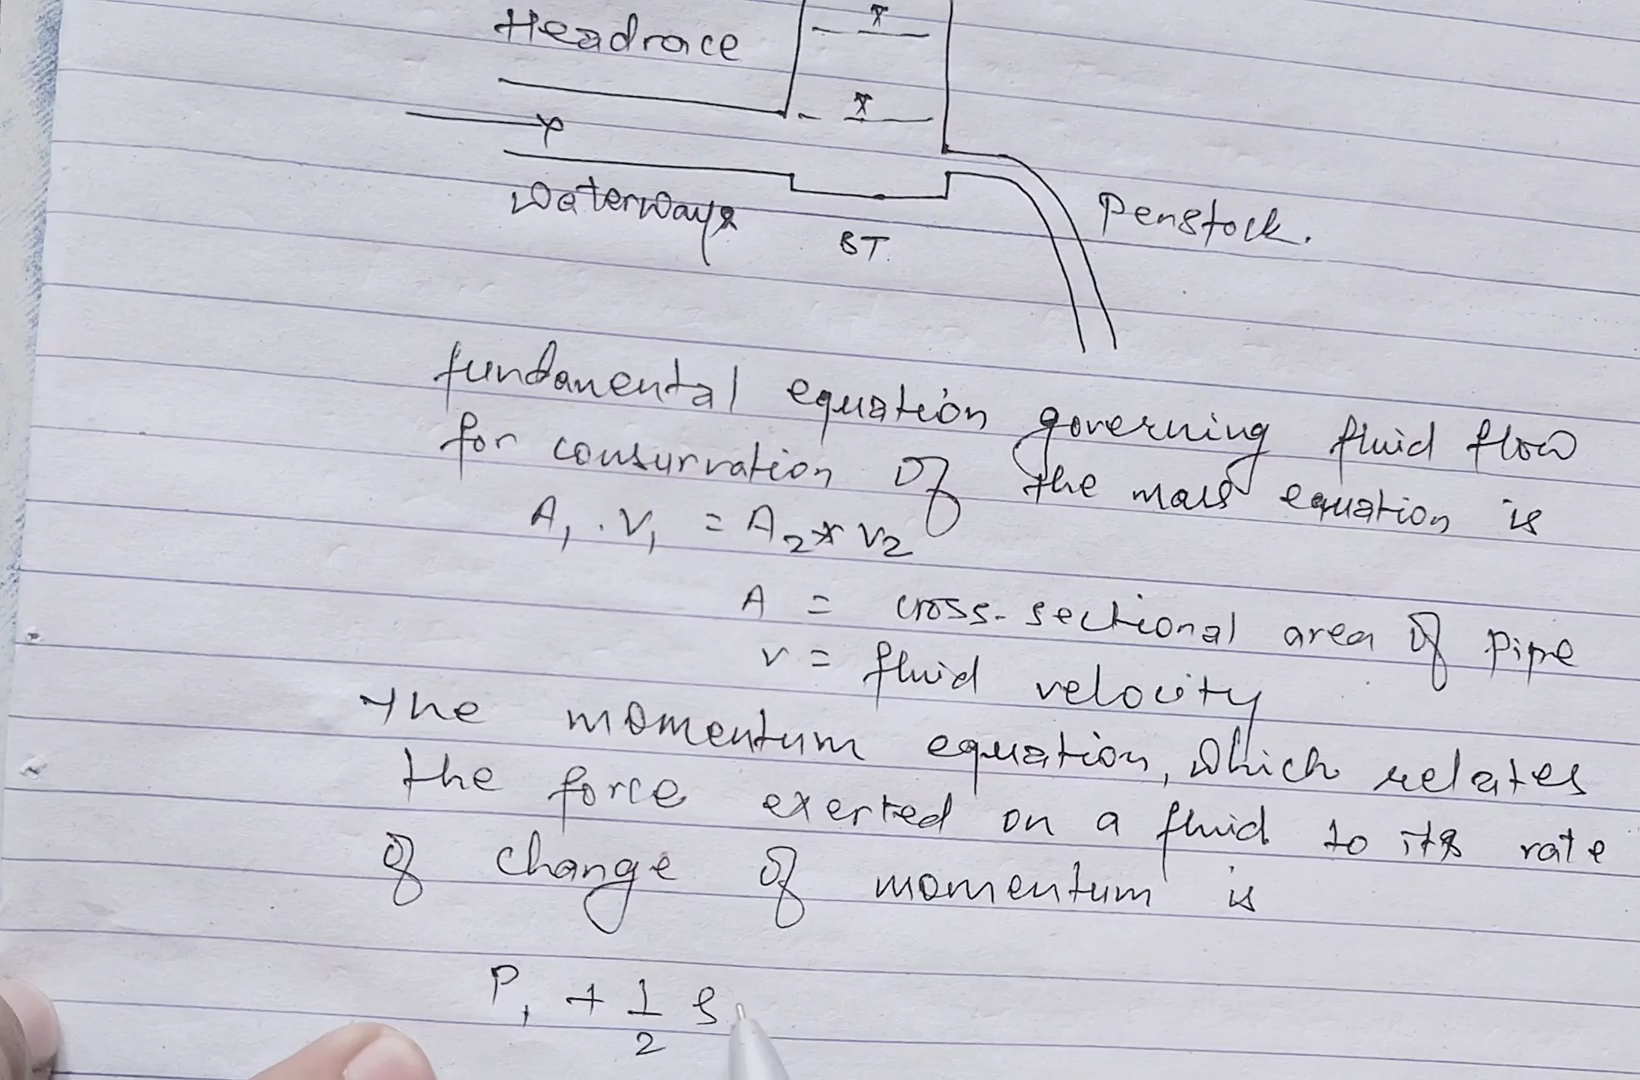 Headrace
waterways
BT
Penstock.
fundamental equation governing fluid flow
for consurvation of the mass equation is
A₁ . V₁ = A₂ * V₂
A = cross-sectional area of pipe
v = fluid velocity
The momentum equation, which relates
the force exerted on a fluid to its rate
of change of momentum is
P₁ + 1/2 ρ